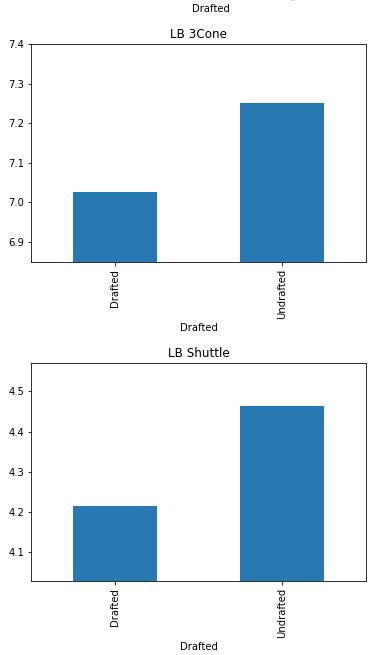 Drafted
LB 3Cone
7.4
7.3
7.2
7.1
7.0
6.9
Drafted
Undrafted
Drafted
LB Shuttle
4.5
4.4
4.3
4.2
4.1
Drafted
Undrafted
Drafted